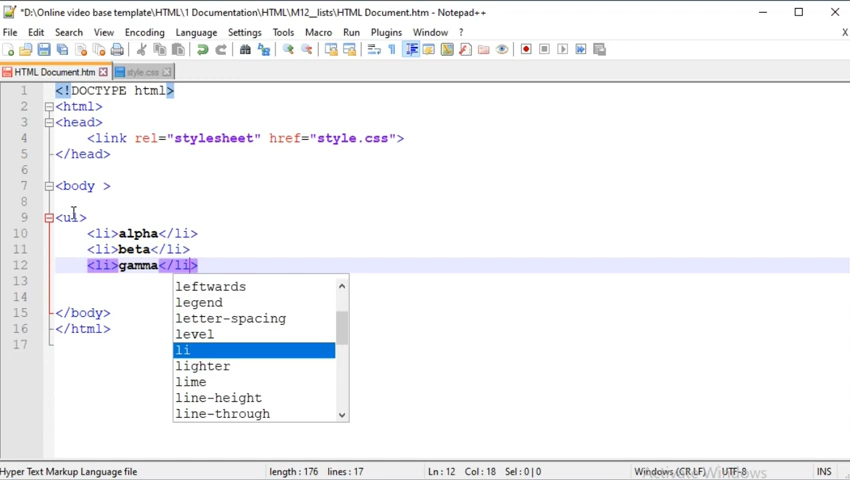 *D:\Online video base template\HTML\1 Documentation\HTML\M12__lists\HTML Document.htm - Notepad++
File Edit Search View Encoding Language Settings Tools Macro Run Plugins Window ? X
HTML Document.htm style.css
1 <!DOCTYPE html>
2 <html>
3 <head>
4 <link rel="stylesheet" href="style.css">
5 </head>
6
7 <body >
8
9 <ul>
10 <li>alpha</li>
11 <li>beta</li>
12 <li>gamma</li>
13
14
15 </body>
16 </html>
17
leftwards
legend
letter-spacing
level
li
lighter
lime
line-height
line-through
Hyper Text Markup Language file length : 176 lines : 17 Ln : 12 Col : 18 Sel : 0 | 0 Windows (CR LF) UTF-8 INS
Activate Windows